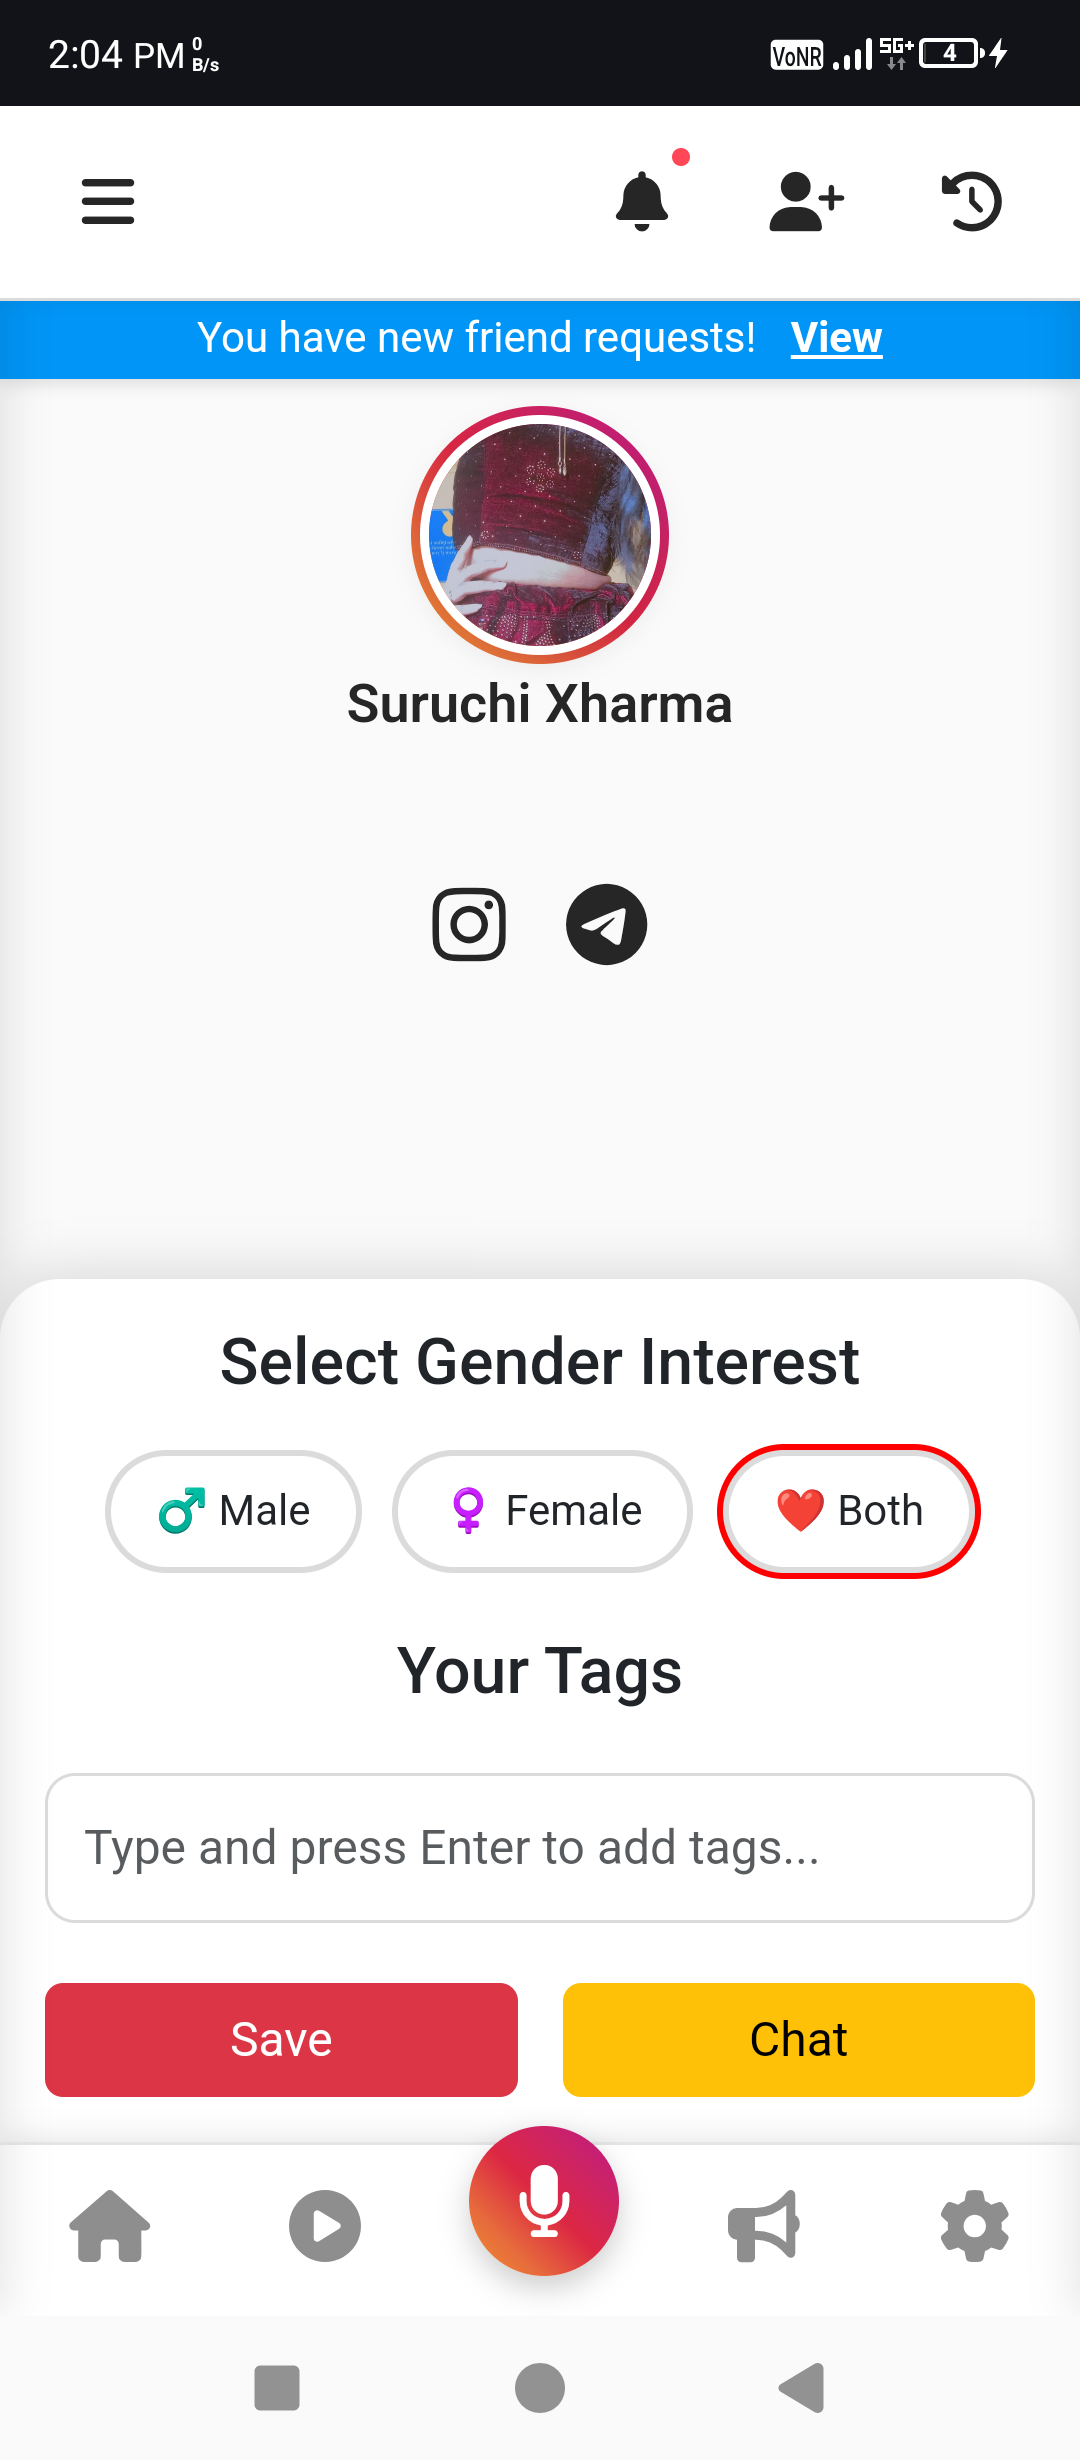 2:04 PM 0 B/s VoNR 5G+ 4
You have new friend requests! View
Suruchi Xharma
Select Gender Interest
Male Female Both
Your Tags
Type and press Enter to add tags...
Save Chat